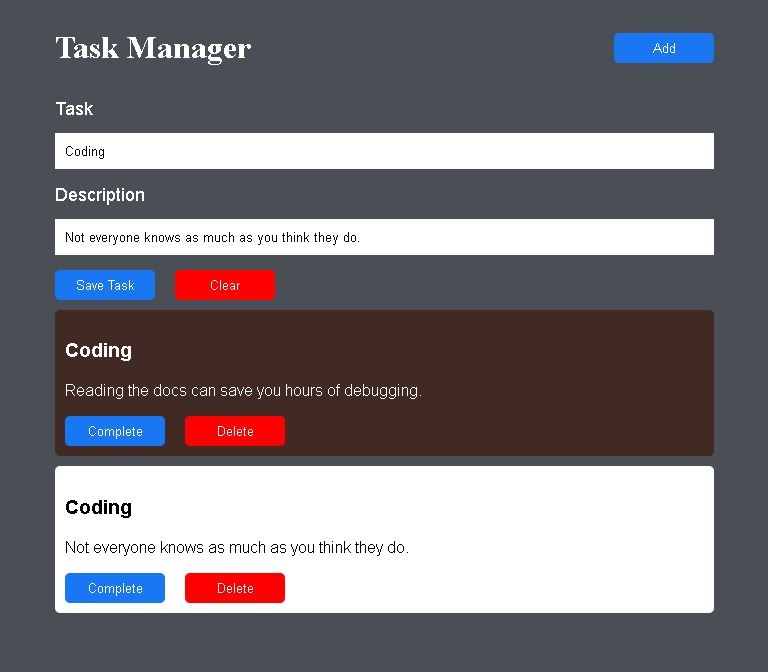 Task Manager
Add
Task
Coding
Description
Not everyone knows as much as you think they do.
Save Task
Clear
Coding
Reading the docs can save you hours of debugging.
Complete
Delete
Coding
Not everyone knows as much as you think they do.
Complete
Delete